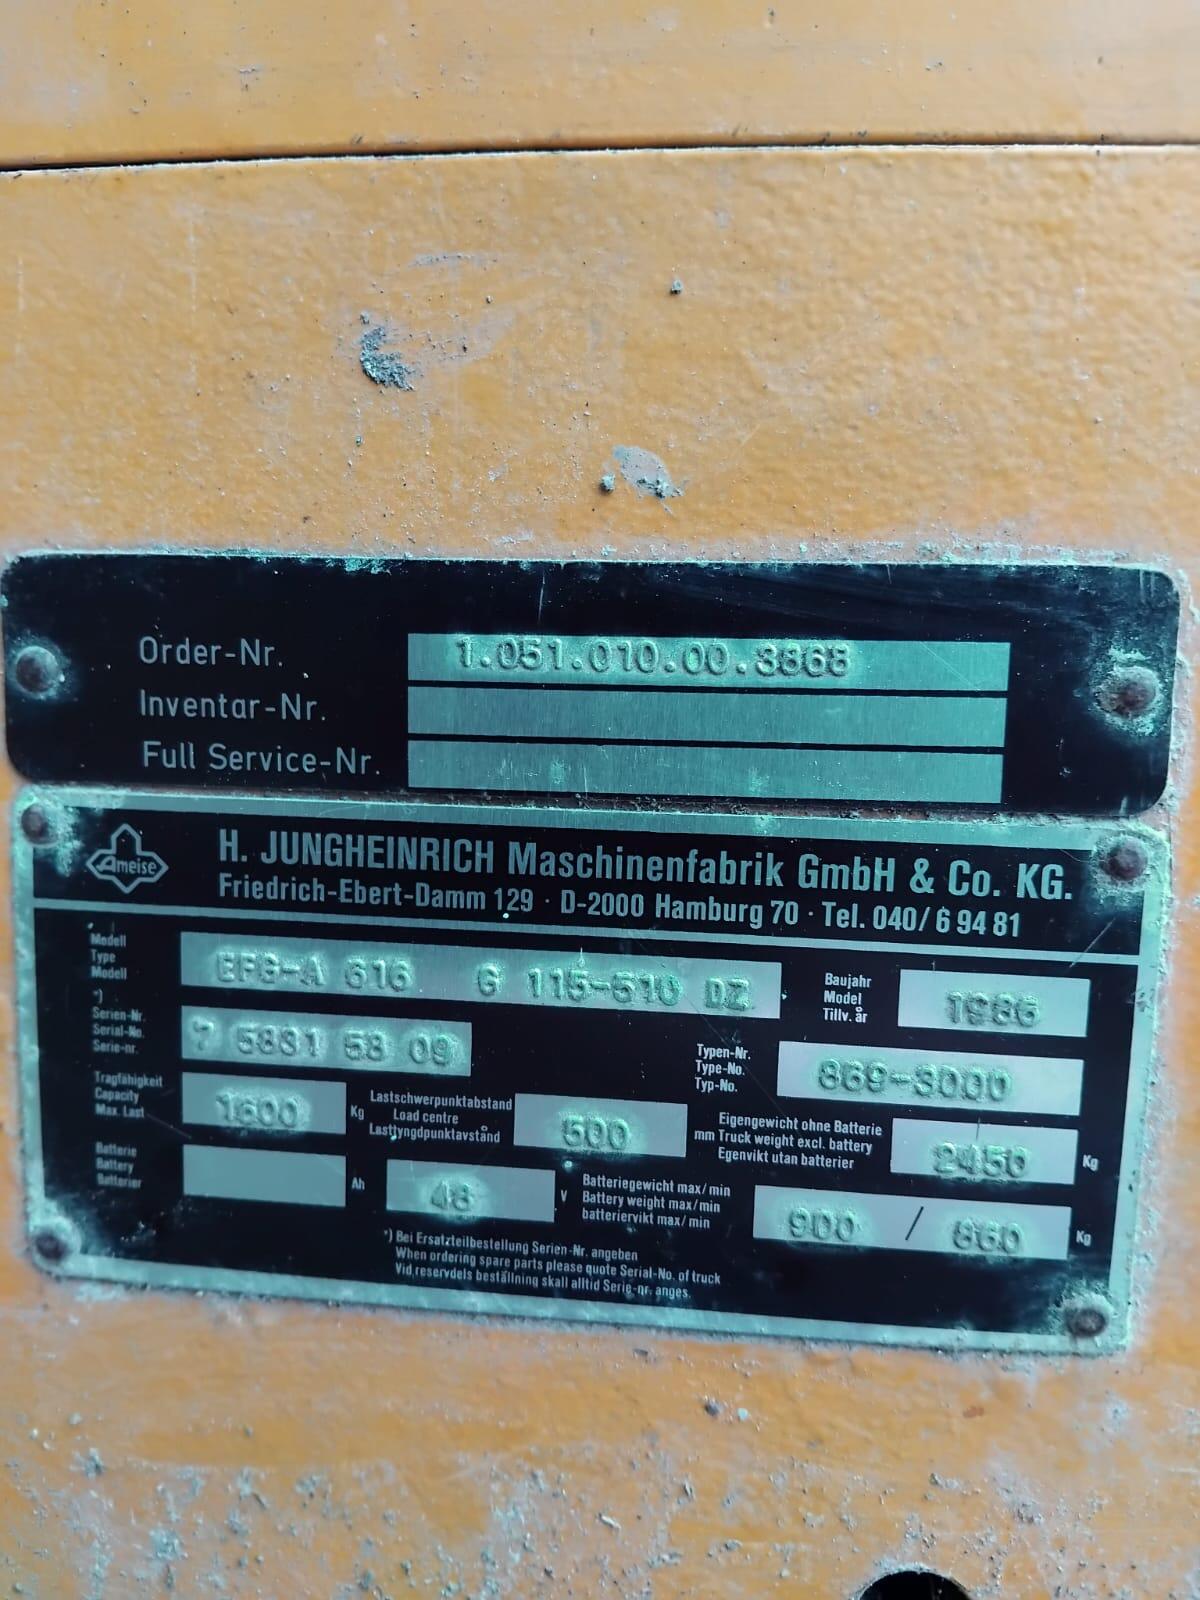 Order-Nr. 1.051.010.00.3868
Inventar-Nr.
Full Service-Nr.
Ameise
H. JUNGHEINRICH Maschinenfabrik GmbH & Co. KG.
Friedrich-Ebert-Damm 129 · D-2000 Hamburg 70 · Tel. 040/6 94 81
Modell
Type
Modell
EFG-A 316 G 115-510 DZ
Baujahr
Model
Tillv. år
1986
*)
Serien-Nr.
Serial-No.
Serie-nr.
7 5831 58 09
Typen-Nr.
Type-No.
Typ-No.
869-3000
Tragfähigkeit
Capacity
Max. Last
1600 Kg
Lastschwerpunktabstand
Load centre
Lasttyngdpunktavstånd
500 mm
Eigengewicht ohne Batterie
Truck weight excl. battery
Egenvikt utan batterier
2450 Kg
Batterie
Battery
Batterier
Ah
48 V
Batteriegewicht max/min
Battery weight max/min
batteriervikt max/min
900 / 860 Kg
*) Bei Ersatzteilbestellung Serien-Nr. angeben
When ordering spare parts please quote Serial-No. of truck
Vid reservdels beställning skall alltid Serie-nr. anges.